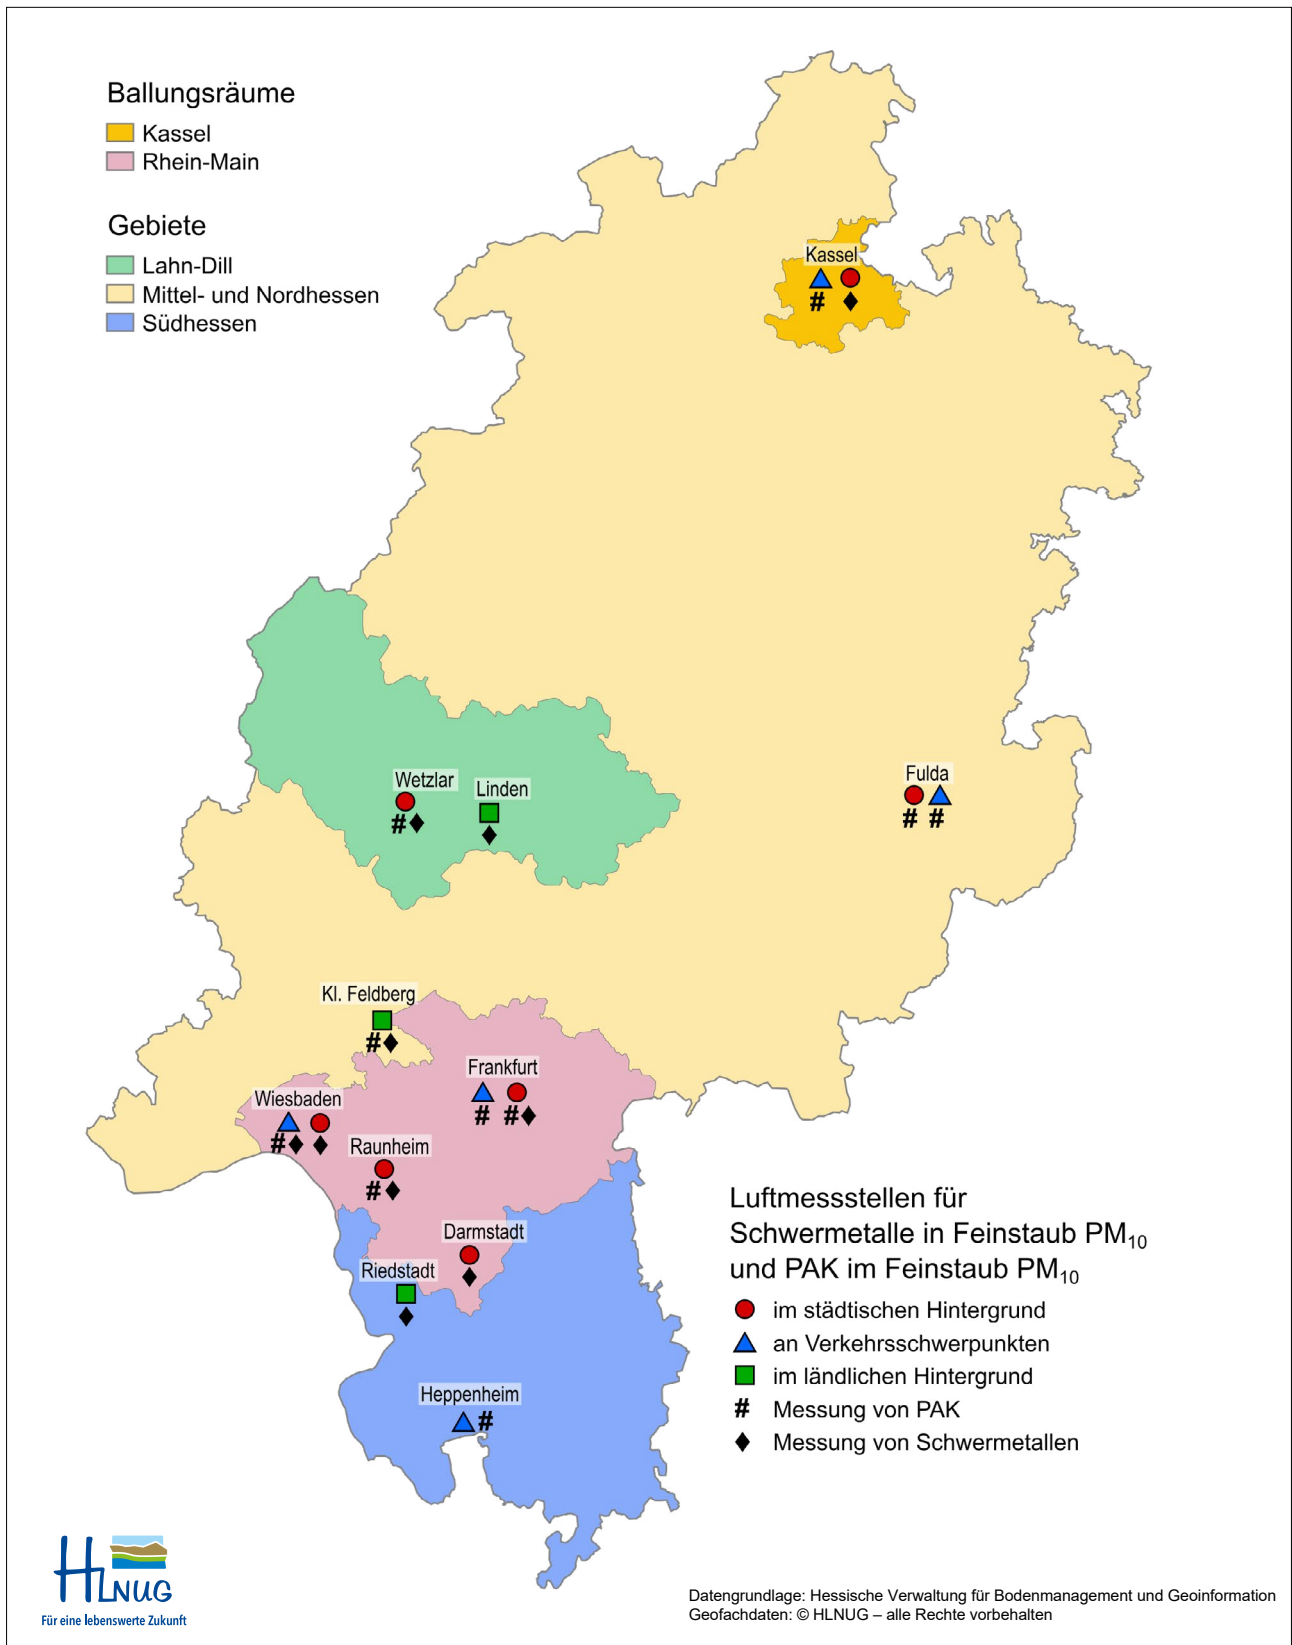 Ballungsräume
Kassel
Rhein-Main
Gebiete
Lahn-Dill
Mittel- und Nordhessen
Südhessen
Kassel
#
Wetzlar
#
Linden
Fulda
# #
Kl. Feldberg
#
Frankfurt
# #
Wiesbaden
#
Raunheim
#
Darmstadt
Riedstadt
Heppenheim
#
Luftmessstellen für
Schwermetalle in Feinstaub PM10
und PAK im Feinstaub PM10
im städtischen Hintergrund
an Verkehrsschwerpunkten
im ländlichen Hintergrund
# Messung von PAK
Messung von Schwermetallen
HLNUG
Für eine lebenswerte Zukunft
Datengrundlage: Hessische Verwaltung für Bodenmanagement und Geoinformation
Geofachdaten: © HLNUG – alle Rechte vorbehalten